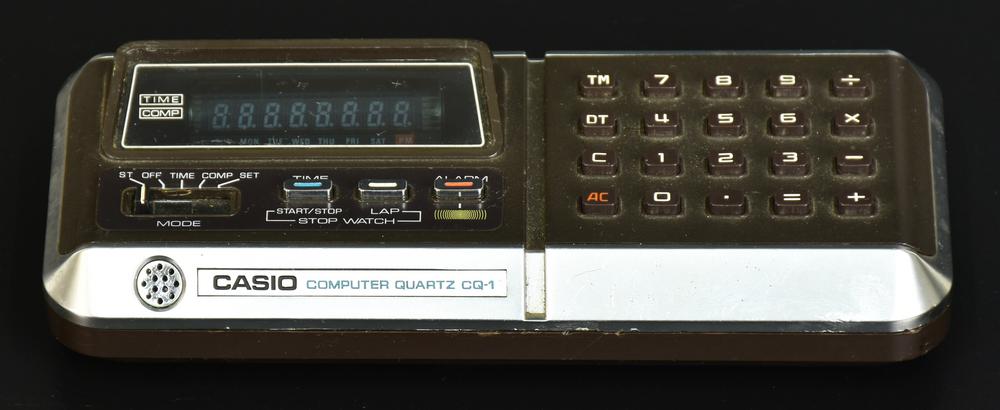 TIME
COMP
8.8.8.8.8.8.8.8.
MON TUE WED THU FRI SAT PM
ST OFF TIME COMP SET
MODE
TIME ALARM
START/STOP LAP
STOP WATCH
CASIO COMPUTER QUARTZ CQ-1
TM 7 8 9 ÷
DT 4 5 6 ×
C 1 2 3 −
AC 0 · = +